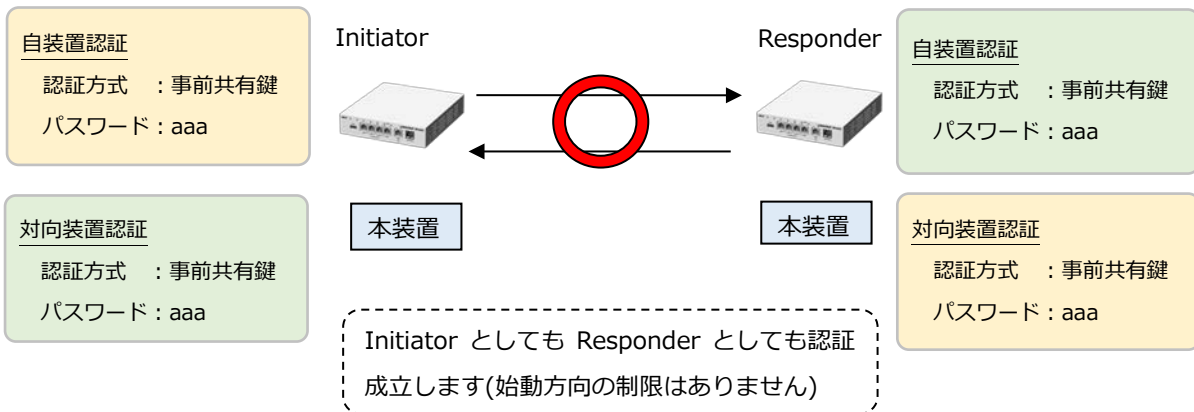 自装置認証
認証方式　：事前共有鍵
パスワード：aaa
Initiator
Responder
自装置認証
認証方式　：事前共有鍵
パスワード：aaa
対向装置認証
認証方式　：事前共有鍵
パスワード：aaa
本装置
本装置
対向装置認証
認証方式　：事前共有鍵
パスワード：aaa
Initiator としても Responder としても認証
成立します(始動方向の制限はありません)